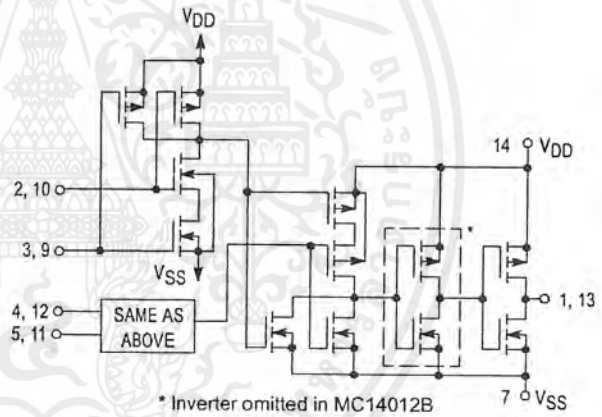 VDD
14 VDD
*
2, 10
3, 9
VSS
1, 13
4, 12
5, 11
SAME AS
ABOVE
7 VSS
* Inverter omitted in MC14012B